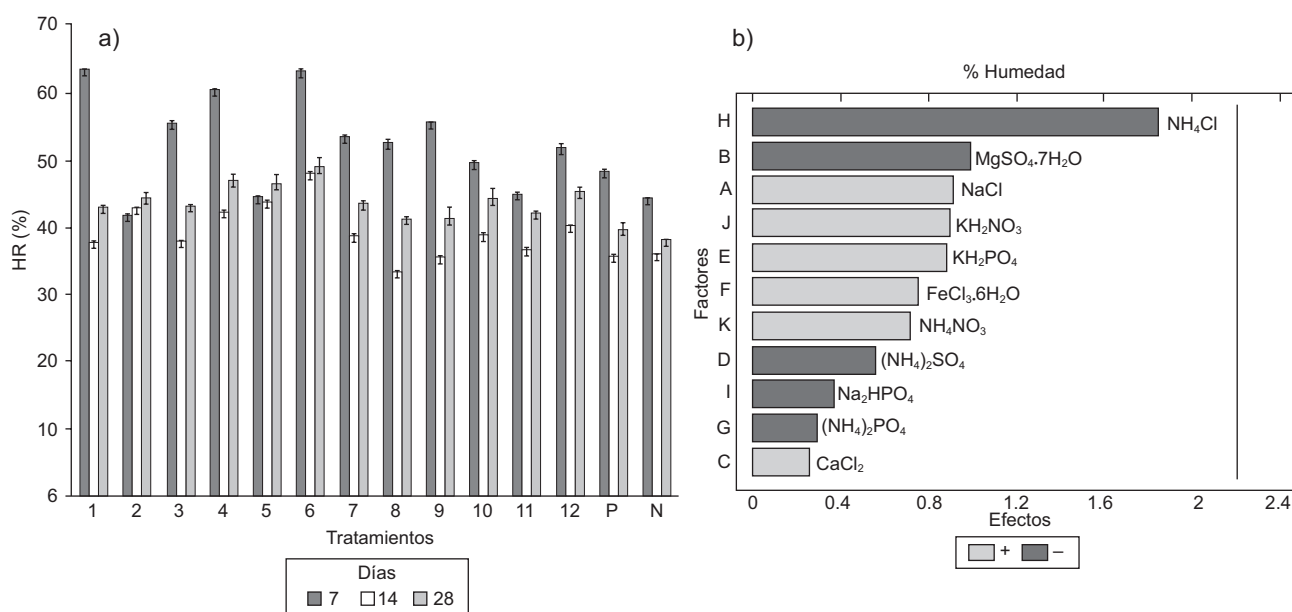 a)
70
60
50
40
30
20
10
6
HR (%)
1 2 3 4 5 6 7 8 9 10 11 12 P N
Tratamientos
Días
7 14 28
b)
% Humedad
Factores
H NH₄Cl
B MgSO₄.7H₂O
A NaCl
J KH₂NO₃
E KH₂PO₄
F FeCl₃.6H₂O
K NH₄NO₃
D (NH₄)₂SO₄
I Na₂HPO₄
G (NH₄)₂PO₄
C CaCl₂
0 0.4 0.8 1.2 1.6 2 2.4
Efectos
+ –